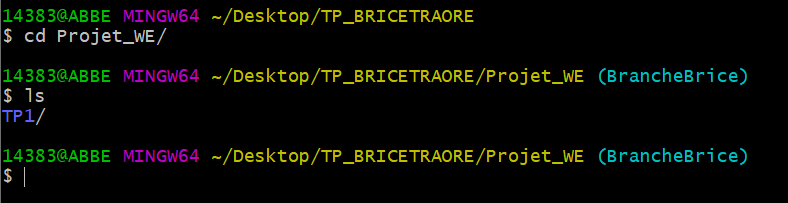 14383@ABBE MINGW64 ~/Desktop/TP_BRICETRAORE
$ cd Projet_WE/
14383@ABBE MINGW64 ~/Desktop/TP_BRICETRAORE/Projet_WE (BrancheBrice)
$ ls
TP1/
14383@ABBE MINGW64 ~/Desktop/TP_BRICETRAORE/Projet_WE (BrancheBrice)
$